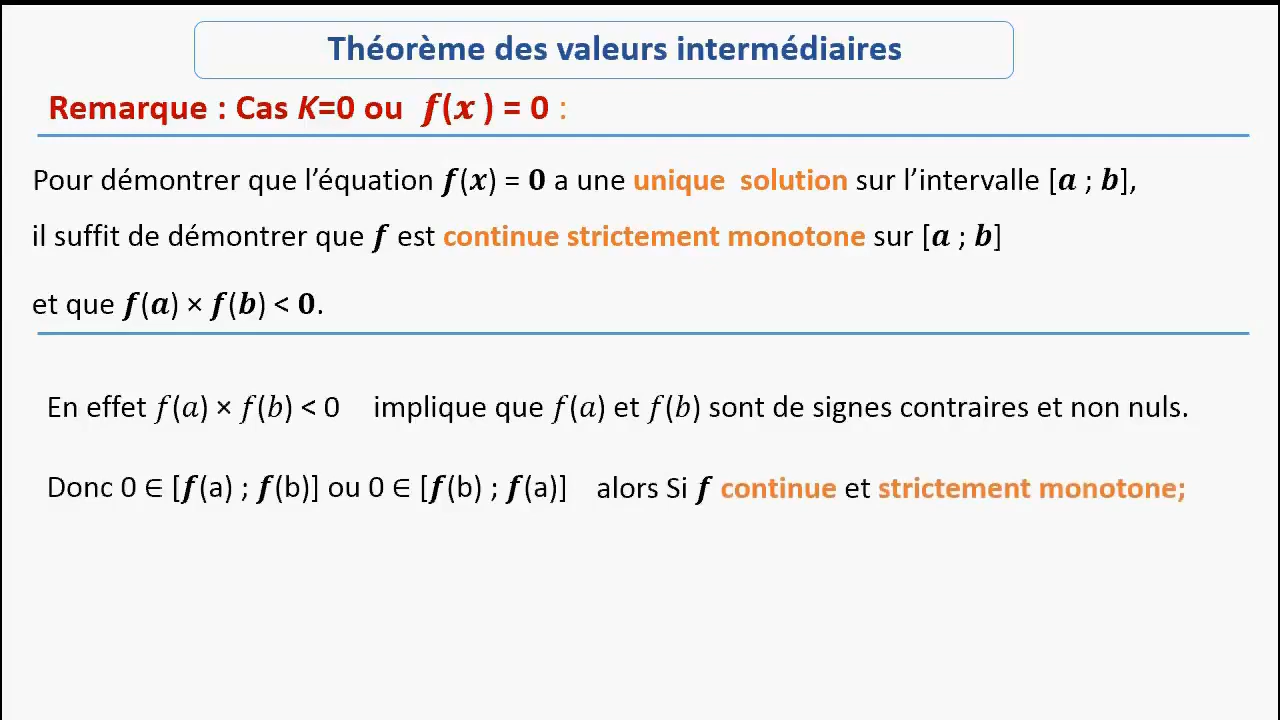 Théorème des valeurs intermédiaires
Remarque : Cas K=0 ou f(x) = 0 :
Pour démontrer que l’équation f(x) = 0 a une unique solution sur l’intervalle [a ; b],
il suffit de démontrer que f est continue strictement monotone sur [a ; b]
et que f(a) × f(b) < 0.
En effet f(a) × f(b) < 0 implique que f(a) et f(b) sont de signes contraires et non nuls.
Donc 0 ∈ [f(a) ; f(b)] ou 0 ∈ [f(b) ; f(a)] alors Si f continue et strictement monotone;